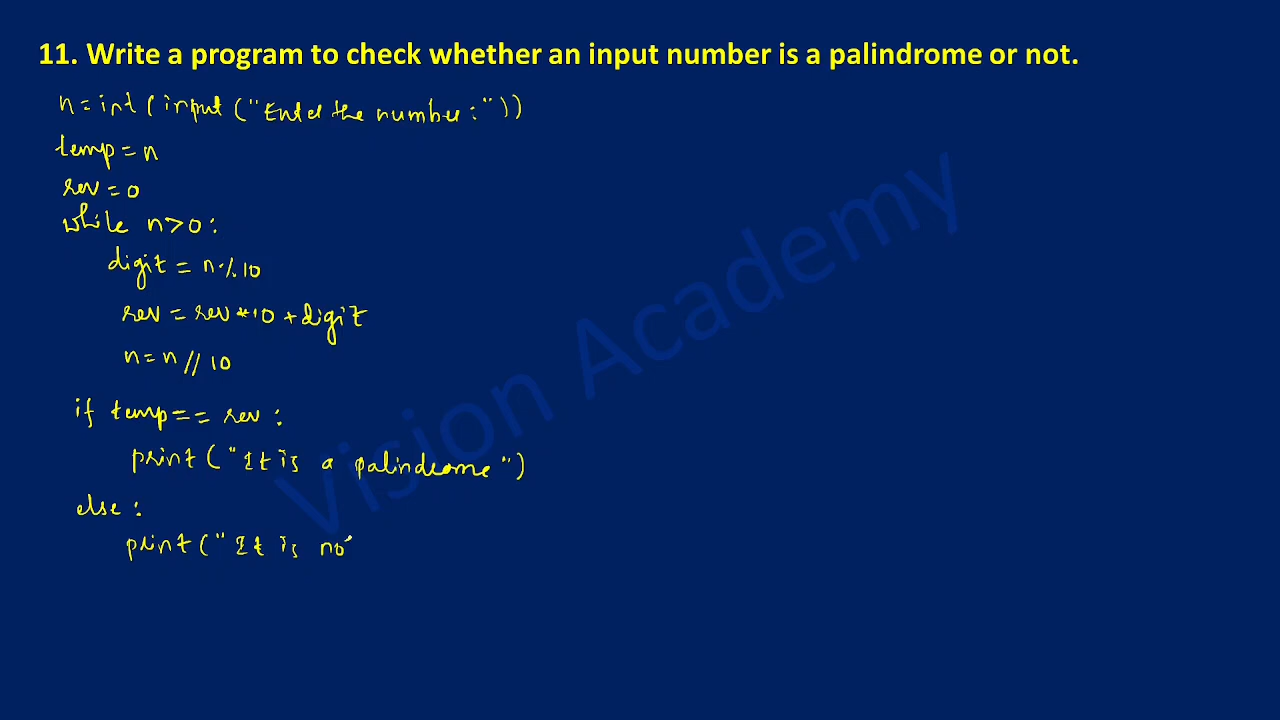 11. Write a program to check whether an input number is a palindrome or not.
n = int(input("Enter the number:"))
temp = n
rev = 0
while n>0:
digit = n%10
rev = rev*10 + digit
n = n//10
if temp == rev:
print("It is a palindrome")
else:
print("It is no
Vision Academy